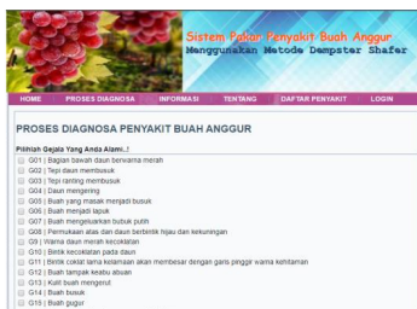 Sistem Pakar Penyakit Buah Anggur
Menggunakan Metode Dempster Shafer
HOME PROSES DIAGNOSA INFORMASI TENTANG DAFTAR PENYAKIT LOGIN
PROSES DIAGNOSA PENYAKIT BUAH ANGGUR
Pilihlah Gejala Yang Anda Alami..!
G01 | Bagian bawah daun berwarna merah
G02 | Tepi daun membusuk
G03 | Tepi ranting membusuk
G04 | Daun mengering
G05 | Buah yang masak menjadi busuk
G06 | Buah menjadi lapuk
G07 | Buah mengeluarkan bubuk putih
G08 | Permukaan atas dan daun berbintik hijau dan kekuningan
G9 | Warna daun merah kecoklatan
G10 | Bintik kecoklatan pada daun
G11 | Bintik coklat lama kelamaan akan membesar dengan garis pinggir warna kehitaman
G12 | Buah tampak keabu abuan
G13 | Kulit buah mengerut
G14 | Buah busuk
G15 | Buah gugur